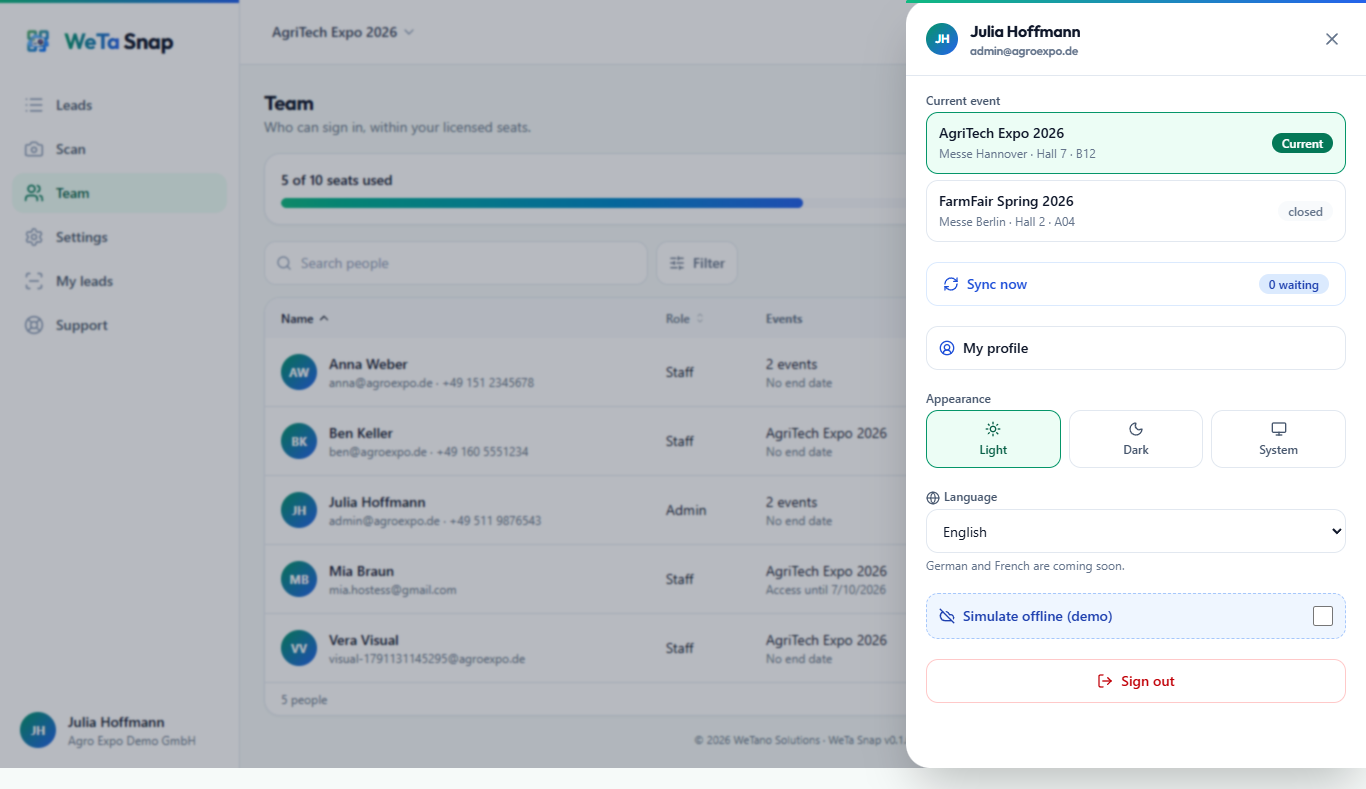 WeTa Snap
Leads
Scan
Team
Settings
My leads
Support
JH
Julia Hoffmann
Agro Expo Demo GmbH
AgriTech Expo 2026
Team
Who can sign in, within your licensed seats.
5 of 10 seats used
Search people
Filter
Name
Role
Events
AW
Anna Weber
anna@agroexpo.de · +49 151 2345678
Staff
2 events
No end date
BK
Ben Keller
ben@agroexpo.de · +49 160 5551234
Staff
AgriTech Expo 2026
No end date
JH
Julia Hoffmann
admin@agroexpo.de · +49 511 9876543
Admin
2 events
No end date
MB
Mia Braun
mia.hostess@gmail.com
Staff
AgriTech Expo 2026
Access until 7/10/2026
VV
Vera Visual
visual-1791131145295@agroexpo.de
Staff
AgriTech Expo 2026
No end date
5 people
© 2026 WeTano Solutions · WeTa Snap v0.1.
JH
Julia Hoffmann
admin@agroexpo.de
Current event
AgriTech Expo 2026
Messe Hannover · Hall 7 · B12
Current
FarmFair Spring 2026
Messe Berlin · Hall 2 · A04
closed
Sync now
0 waiting
My profile
Appearance
Light
Dark
System
Language
English
German and French are coming soon.
Simulate offline (demo)
Sign out